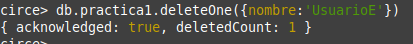 circe> db.practica1.deleteOne({nombre:'UsuarioE'})
{ acknowledged: true, deletedCount: 1 }
circe>